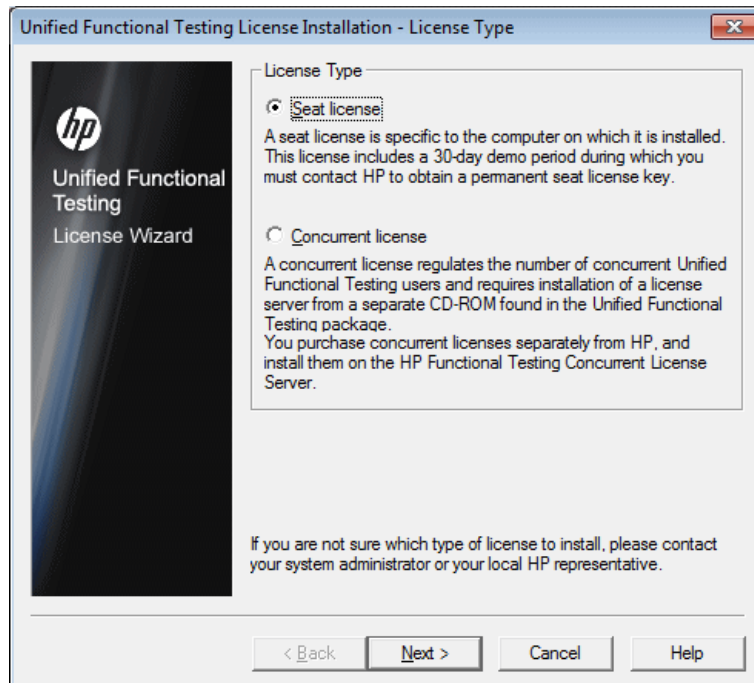 Unified Functional Testing License Installation - License Type
hp
Unified Functional
Testing
License Wizard
License Type
Seat license
A seat license is specific to the computer on which it is installed.
This license includes a 30-day demo period during which you
must contact HP to obtain a permanent seat license key.
Concurrent license
A concurrent license regulates the number of concurrent Unified
Functional Testing users and requires installation of a license
server from a separate CD-ROM found in the Unified Functional
Testing package.
You purchase concurrent licenses separately from HP, and
install them on the HP Functional Testing Concurrent License
Server.
If you are not sure which type of license to install, please contact
your system administrator or your local HP representative.
< Back
Next >
Cancel
Help